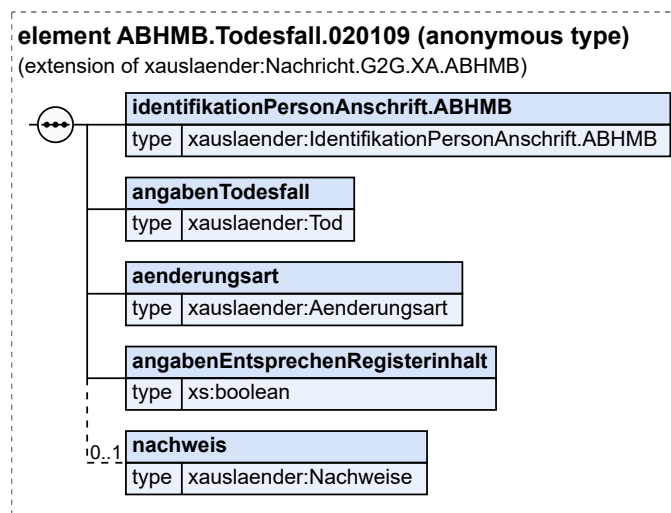 element ABHMB.Todesfall.020109 (anonymous type)
(extension of xauslaender:Nachricht.G2G.XA.ABHMB)
identifikationPersonAnschrift.ABHMB
type xauslaender:IdentifikationPersonAnschrift.ABHMB
angabenTodesfall
type xauslaender:Tod
aenderungsart
type xauslaender:Aenderungsart
angabenEntsprechenRegisterinhalt
type xs:boolean
0..1 nachweis
type xauslaender:Nachweise